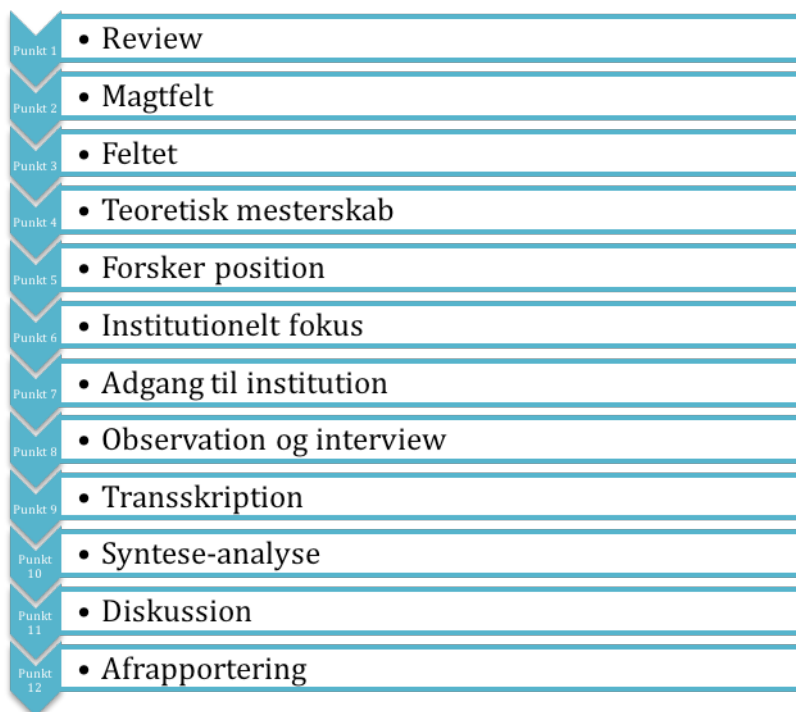 Punkt 1
• Review
Punkt 2
• Magtfelt
Punkt 3
• Feltet
Punkt 4
• Teoretisk mesterskab
Punkt 5
• Forsker position
Punkt 6
• Institutionelt fokus
Punkt 7
• Adgang til institution
Punkt 8
• Observation og interview
Punkt 9
• Transskription
Punkt
10
• Syntese-analyse
Punkt
11
• Diskussion
Punkt
12
• Afrapportering